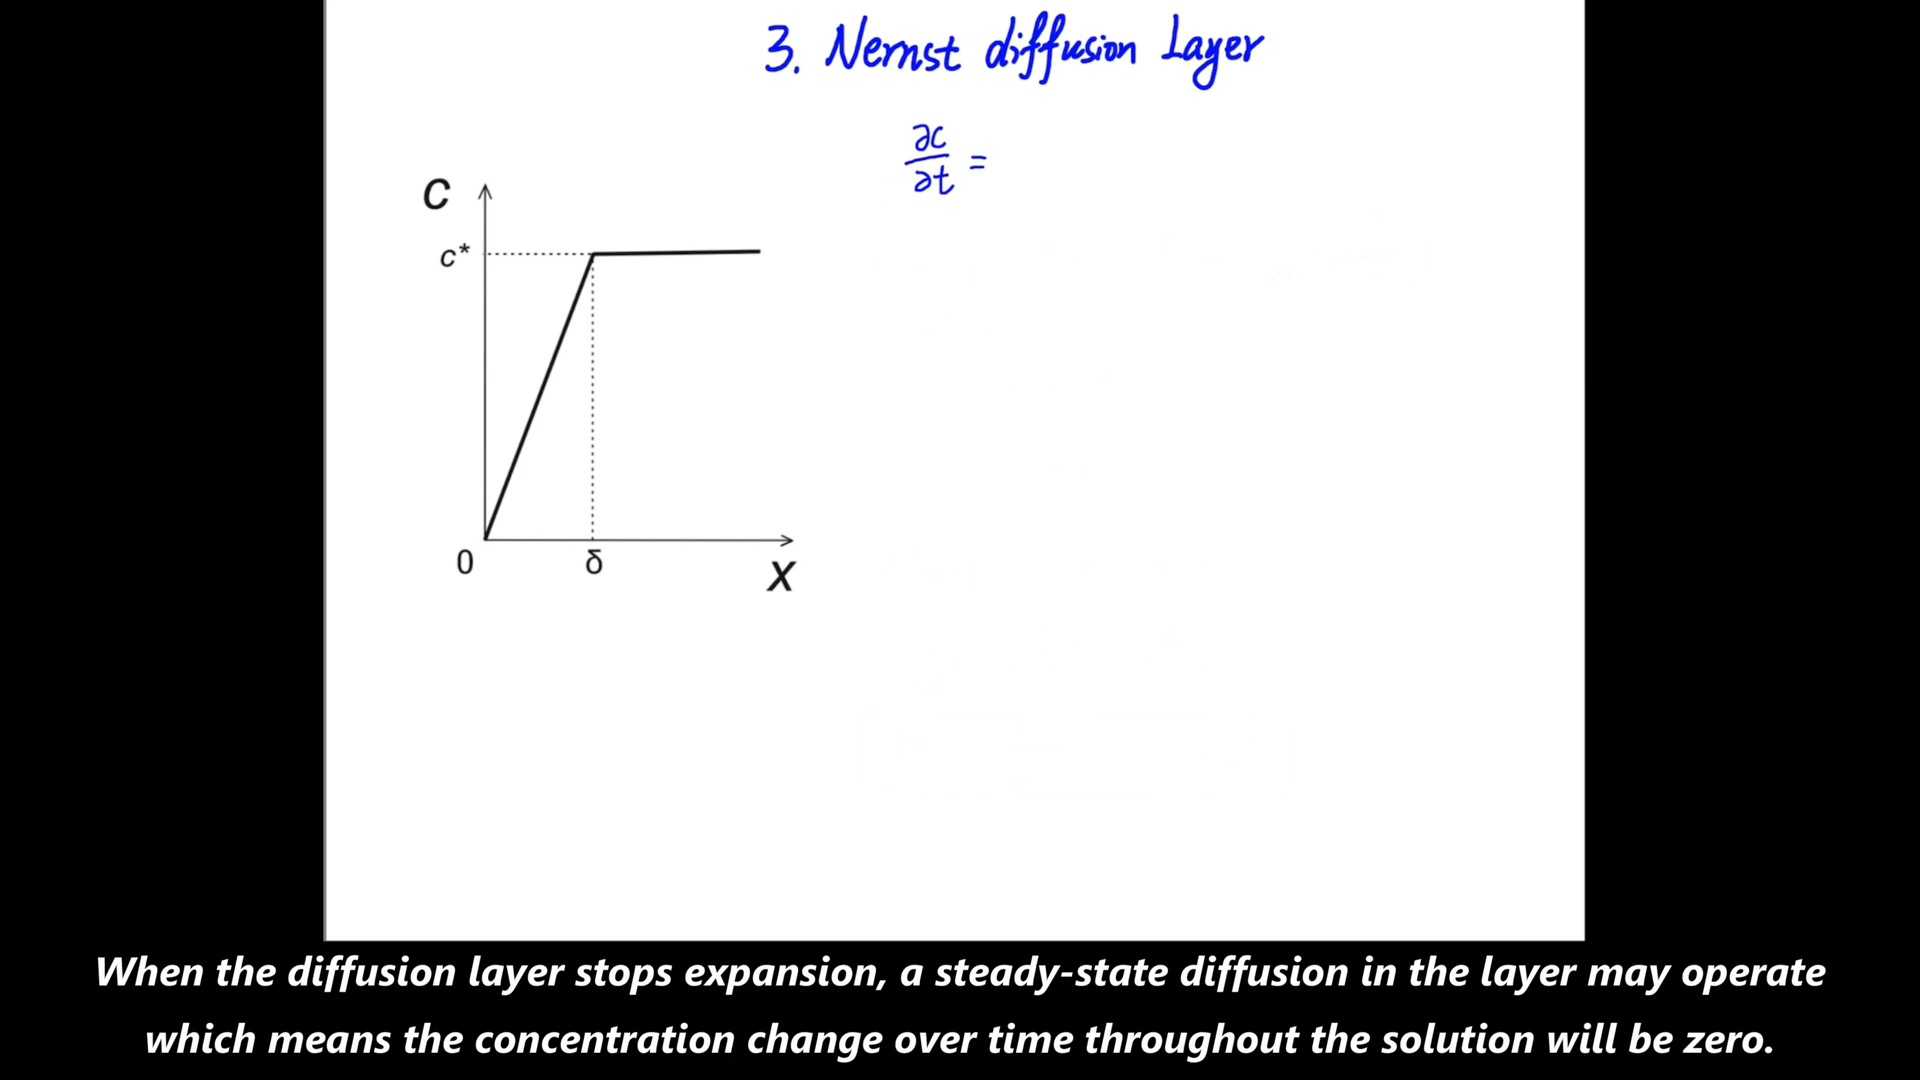 3. Nernst diffusion Layer
∂c/∂t =
C
c*
0
δ
X
When the diffusion layer stops expansion, a steady-state diffusion in the layer may operate
which means the concentration change over time throughout the solution will be zero.